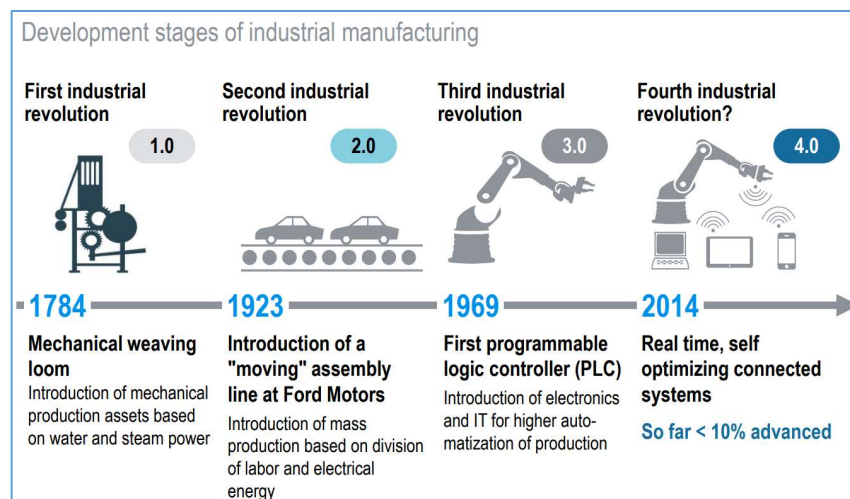 Development stages of industrial manufacturing
First industrial
revolution
1.0
Second industrial
revolution
2.0
Third industrial
revolution
3.0
Fourth industrial
revolution?
4.0
1784
Mechanical weaving
loom
Introduction of mechanical
production assets based
on water and steam power
1923
Introduction of a
"moving" assembly
line at Ford Motors
Introduction of mass
production based on division
of labor and electrical
energy
1969
First programmable
logic controller (PLC)
Introduction of electronics
and IT for higher auto-
matization of production
2014
Real time, self
optimizing connected
systems
So far < 10% advanced